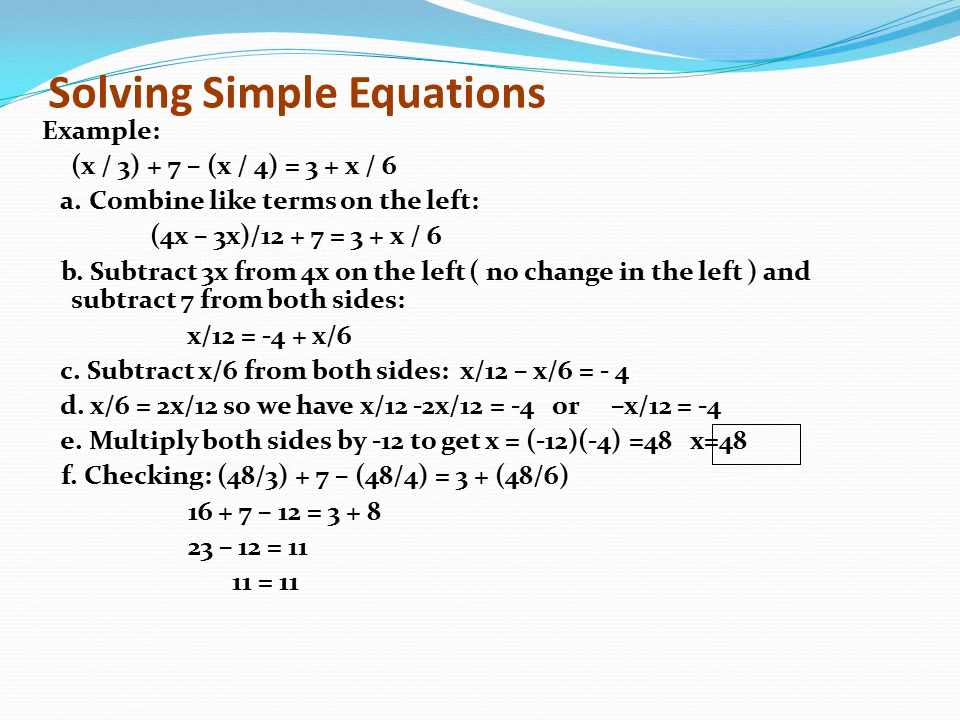 Solving Simple Equations
Example:
(x / 3) + 7 – (x / 4) = 3 + x / 6
a. Combine like terms on the left:
(4x – 3x)/12 + 7 = 3 + x / 6
b. Subtract 3x from 4x on the left ( no change in the left ) and
subtract 7 from both sides:
x/12 = -4 + x/6
c. Subtract x/6 from both sides: x/12 – x/6 = - 4
d. x/6 = 2x/12 so we have x/12 -2x/12 = -4 or –x/12 = -4
e. Multiply both sides by -12 to get x = (-12)(-4) =48 x=48
f. Checking: (48/3) + 7 – (48/4) = 3 + (48/6)
16 + 7 – 12 = 3 + 8
23 – 12 = 11
11 = 11